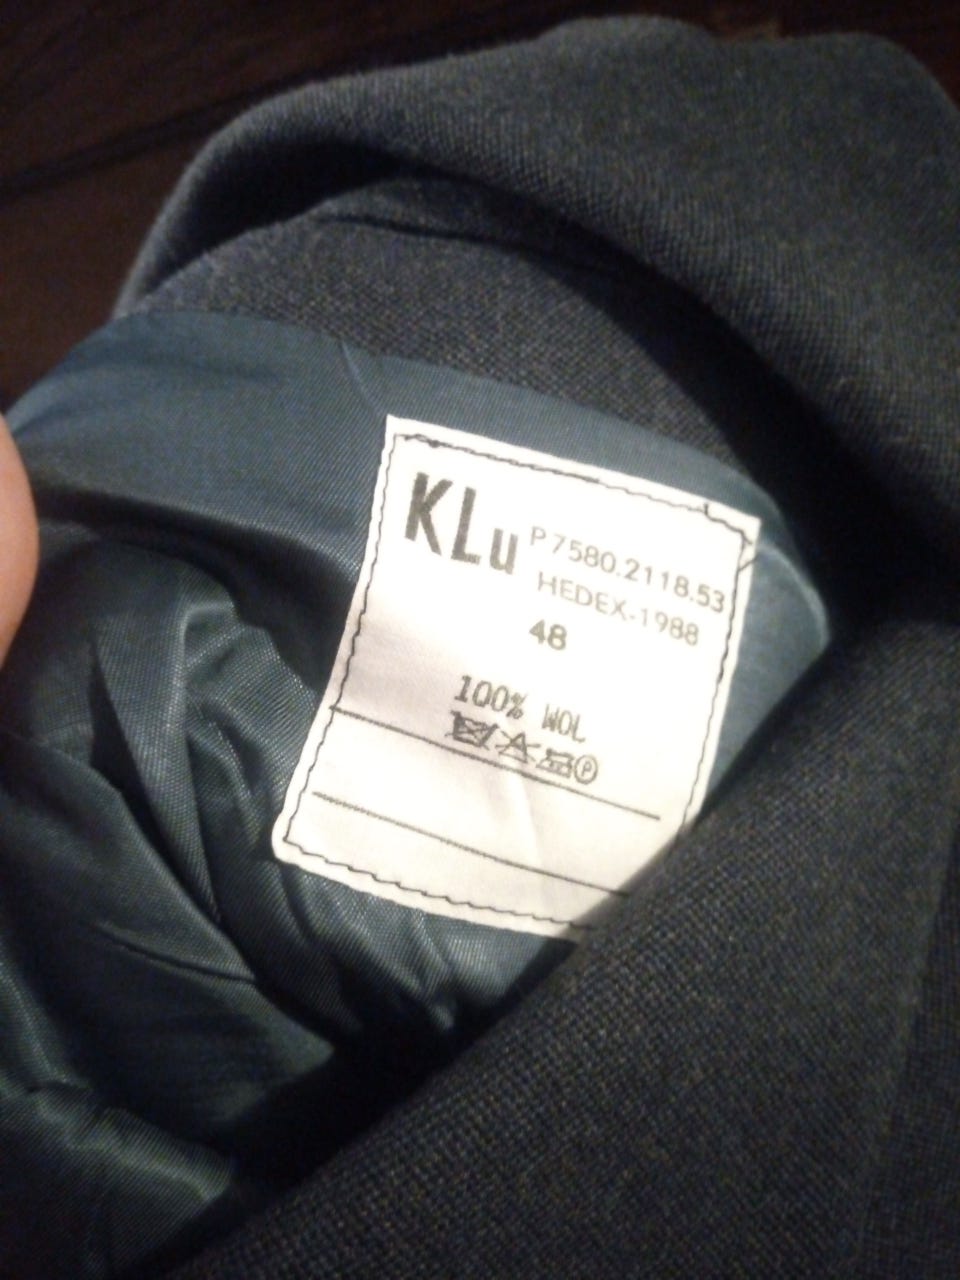 KLu P7580.2118.53
HEDEX-1988
48
100% WOL
P